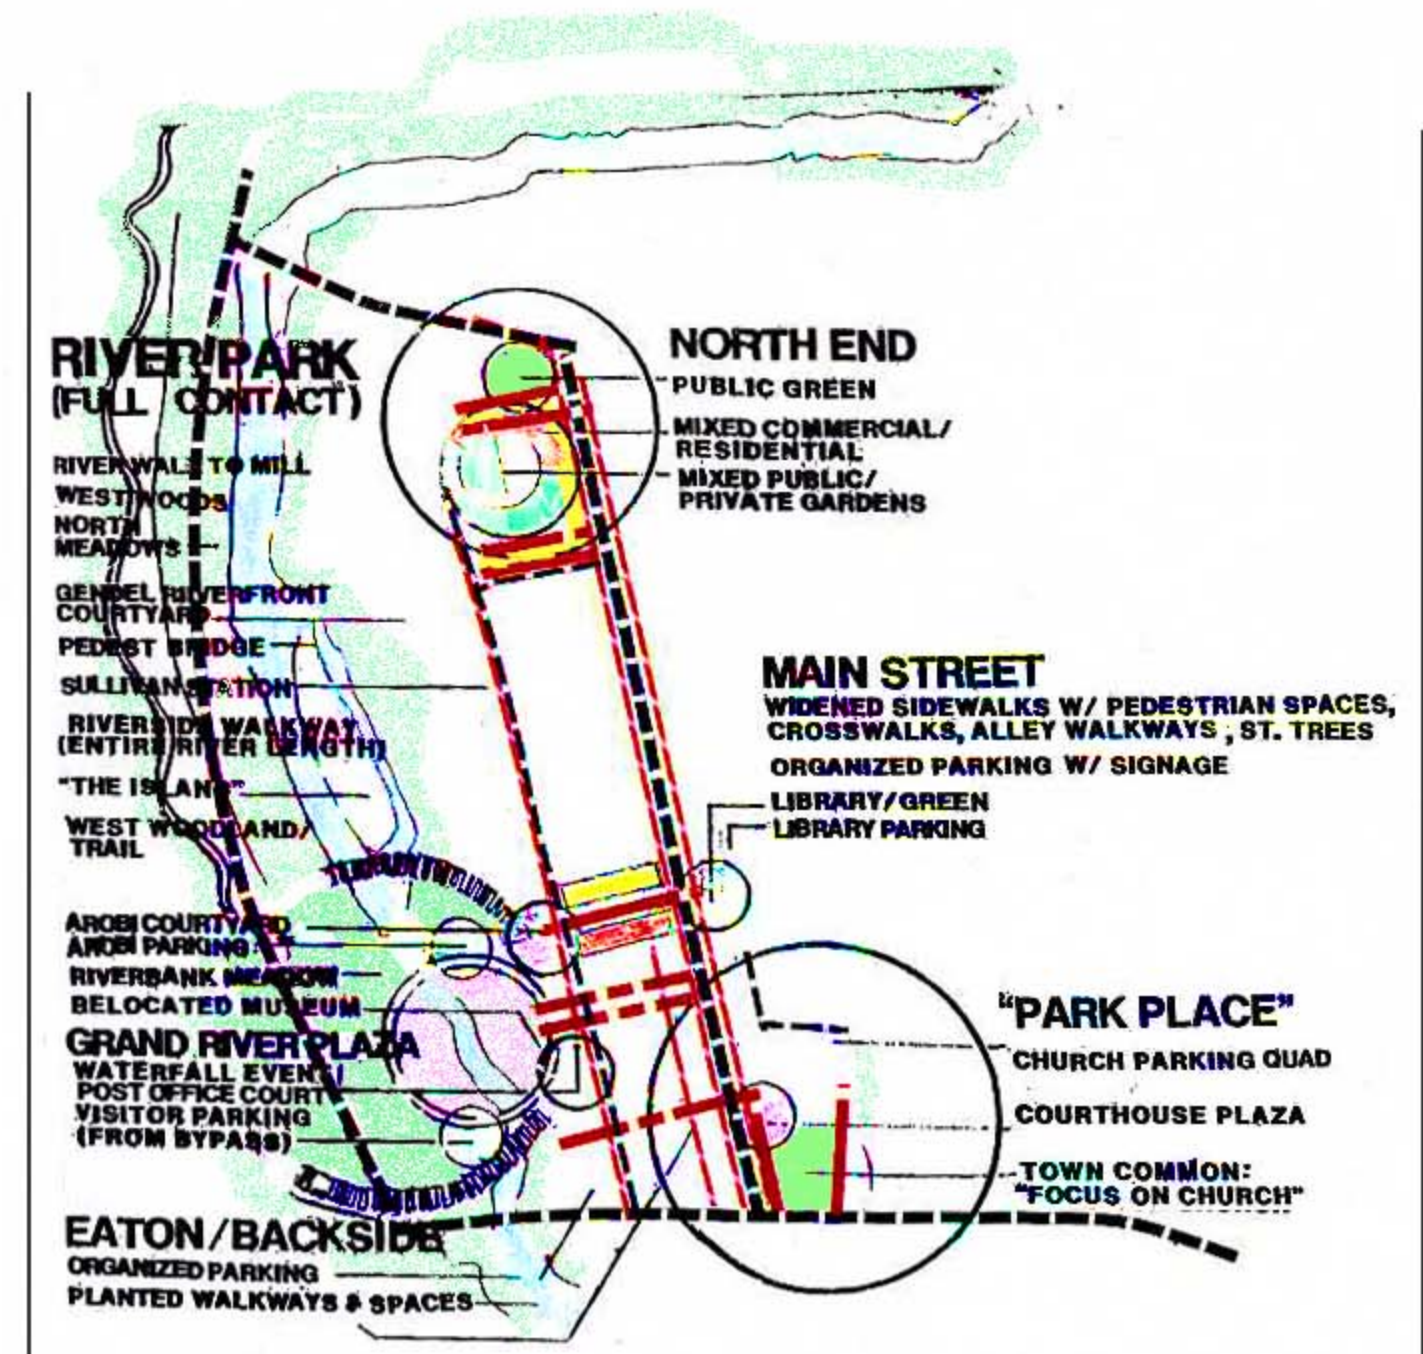 RIVER PARK
(FULL CONTACT)
RIVER WALK TO MILL
WEST WOODS
NORTH
MEADOWS
GENDEL RIVERFRONT
COURTYARD
PEDEST BRIDGE
SULLIVAN STATION
RIVERSIDE WALKWAY
(ENTIRE RIVER LENGTH)
"THE ISLAND"
WEST WOODLAND/
TRAIL
AROBI COURTYARD
AROBI PARKING
RIVERBANK MEADOW
BELOCATED MUSEUM
GRAND RIVER PLAZA
WATERFALL EVENT
POST OFFICE COURT
VISITOR PARKING
(FROM BYPASS)
EATON/BACKSIDE
ORGANIZED PARKING
PLANTED WALKWAYS & SPACES
NORTH END
PUBLIC GREEN
MIXED COMMERCIAL/
RESIDENTIAL
MIXED PUBLIC/
PRIVATE GARDENS
MAIN STREET
WIDENED SIDEWALKS W/ PEDESTRIAN SPACES,
CROSSWALKS, ALLEY WALKWAYS, ST. TREES
ORGANIZED PARKING W/ SIGNAGE
LIBRARY/GREEN
LIBRARY PARKING
"PARK PLACE"
CHURCH PARKING QUAD
COURTHOUSE PLAZA
TOWN COMMON:
"FOCUS ON CHURCH"